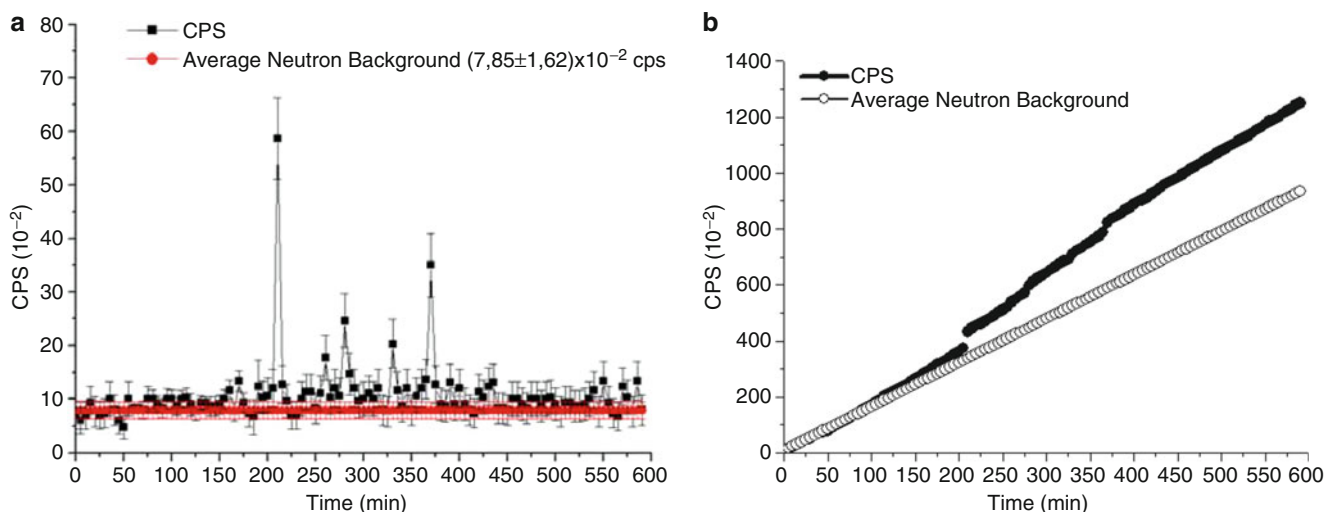 a
CPS
Average Neutron Background (7,85±1,62)x10⁻² cps
80
70
60
50
40
30
20
10
0
CPS (10⁻²)
0 50 100 150 200 250 300 350 400 450 500 550 600
Time (min)
b
CPS
Average Neutron Background
1400
1200
1000
800
600
400
200
0
CPS (10⁻²)
0 50 100 150 200 250 300 350 400 450 500 550 600
Time (min)